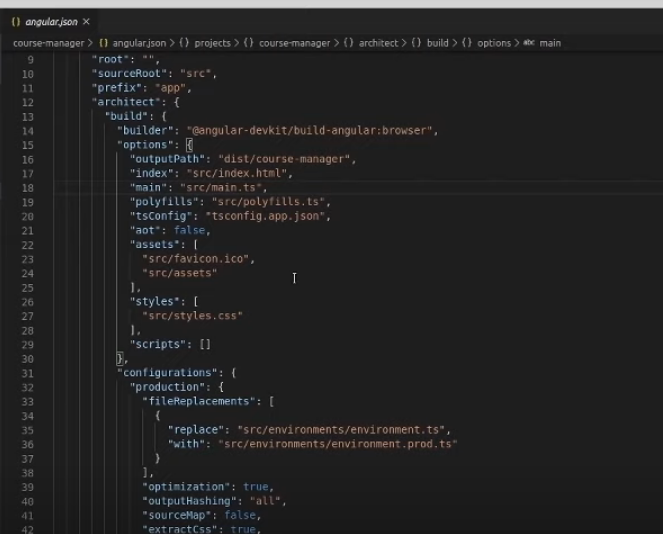 {} angular.json ×
course-manager > {} angular.json > {} projects > {} course-manager > {} architect > {} build > {} options > abc main
9 "root": "",
10 "sourceRoot": "src",
11 "prefix": "app",
12 "architect": {
13 "build": {
14 "builder": "@angular-devkit/build-angular:browser",
15 "options": {
16 "outputPath": "dist/course-manager",
17 "index": "src/index.html",
18 "main": "src/main.ts",
19 "polyfills": "src/polyfills.ts",
20 "tsConfig": "tsconfig.app.json",
21 "aot": false,
22 "assets": [
23 "src/favicon.ico",
24 "src/assets"
25 ],
26 "styles": [
27 "src/styles.css"
28 ],
29 "scripts": []
30 },
31 "configurations": {
32 "production": {
33 "fileReplacements": [
34 {
35 "replace": "src/environments/environment.ts",
36 "with": "src/environments/environment.prod.ts"
37 }
38 ],
39 "optimization": true,
40 "outputHashing": "all",
41 "sourceMap": false,
42 "extractCss": true,